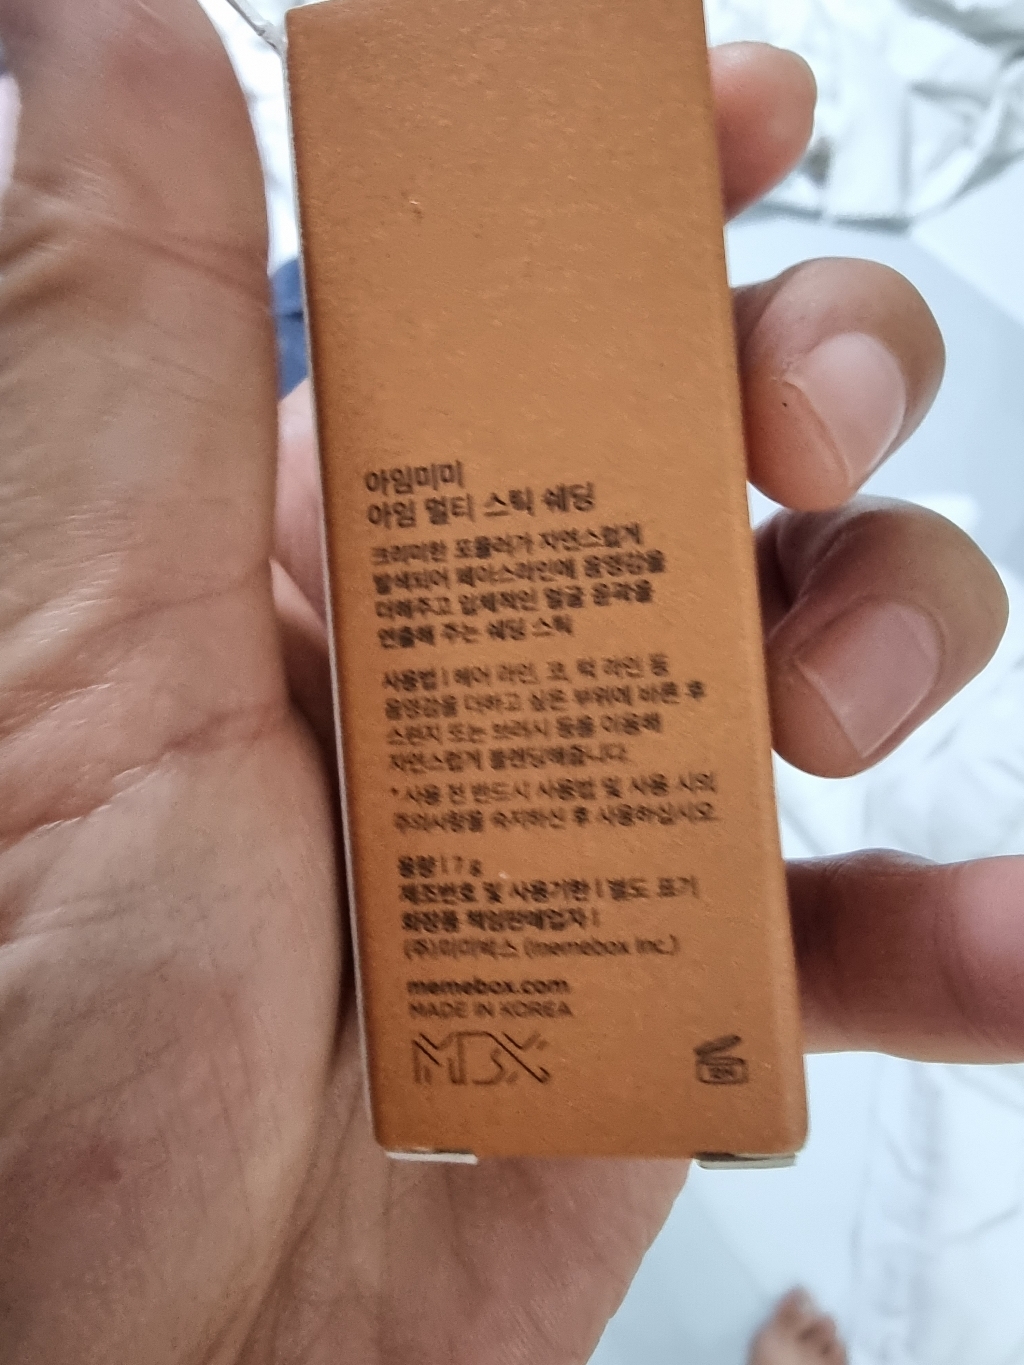 아임미미
아임 멀티 스틱 쉐딩
크리미한 포뮬러가 자연스럽게
발색되어 페이스라인에 음영감을
더해주고 입체적인 얼굴 윤곽을
연출해 주는 쉐딩 스틱
사용법 | 헤어 라인, 코, 턱 라인 등
음영감을 더하고 싶은 부위에 바른 후
스펀지 또는 브러시 등을 이용해
자연스럽게 블렌딩해줍니다.
* 사용 전 반드시 사용법 및 사용 시의
주의사항을 숙지하신 후 사용하십시오.
용량 | 7 g
제조번호 및 사용기한 | 별도 표기
화장품 책임판매업자 |
(주)미미박스 (memebox Inc.)
memebox.com
MADE IN KOREA
MBX